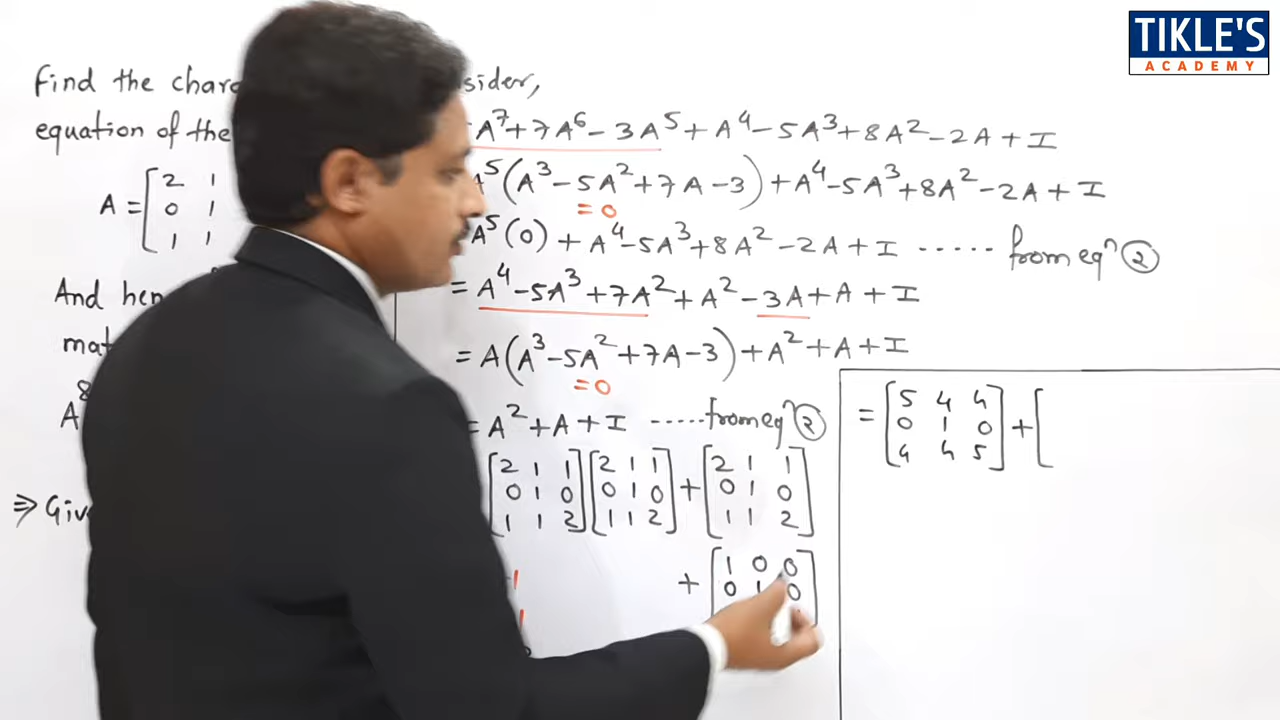 TIKLE'S
ACADEMY
Find the
equation of the
A = [2 1
0 1
1 1
And
⇒
A⁷ + 7A⁶ - 3A⁵ + A⁴ - 5A³ + 8A² - 2A + I
A⁵(A³ - 5A² + 7A - 3) + A⁴ - 5A³ + 8A² - 2A + I
= 0
A⁵(0) + A⁴ - 5A³ + 8A² - 2A + I ..... from eqⁿ ②
= A⁴ - 5A³ + 7A² + A² - 3A + A + I
= A(A³ - 5A² + 7A - 3) + A² + A + I
= 0
= A² + A + I ..... from eqⁿ ②
[2 1 1] [2 1 1] + [2 1 1]
[0 1 0] [0 1 0] [0 1 0]
[1 1 2] [1 1 2] [1 1 2]
+ [1 0 0
0 1 0
= [5 4 4] + [
[0 1 0]
[4 4 5]